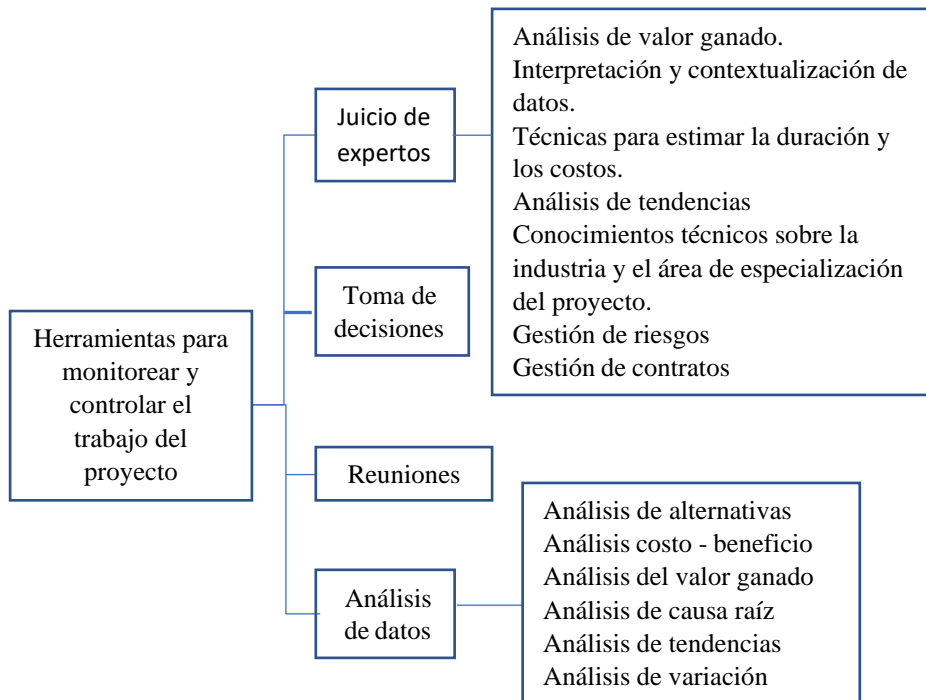 Herramientas para
monitorear y
controlar el
trabajo del
proyecto
Juicio de
expertos
Análisis de valor ganado.
Interpretación y contextualización de
datos.
Técnicas para estimar la duración y
los costos.
Análisis de tendencias
Conocimientos técnicos sobre la
industria y el área de especialización
del proyecto.
Gestión de riesgos
Gestión de contratos
Toma de
decisiones
Reuniones
Análisis
de datos
Análisis de alternativas
Análisis costo - beneficio
Análisis del valor ganado
Análisis de causa raíz
Análisis de tendencias
Análisis de variación